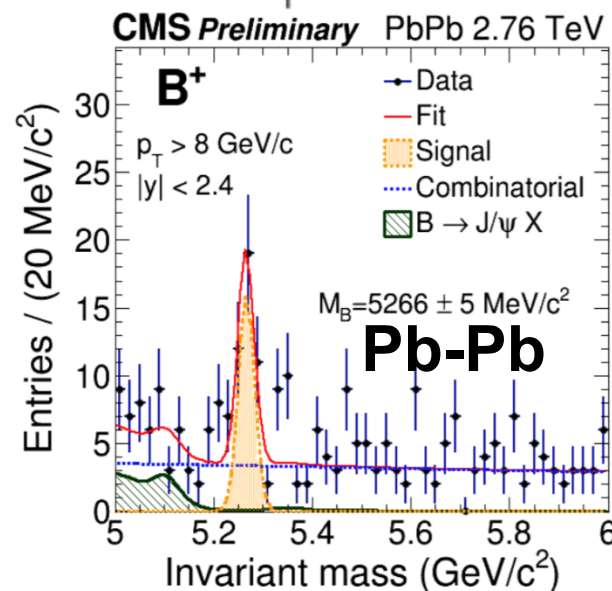 CMS Preliminary PbPb 2.76 TeV
B⁺
p_T > 8 GeV/c
|y| < 2.4
Data
Fit
Signal
Combinatorial
B → J/ψ X
M_B=5266 ± 5 MeV/c²
Pb-Pb
Entries / (20 MeV/c²)
30
25
20
15
10
5
0
5 5.2 5.4 5.6 5.8 6
Invariant mass (GeV/c²)